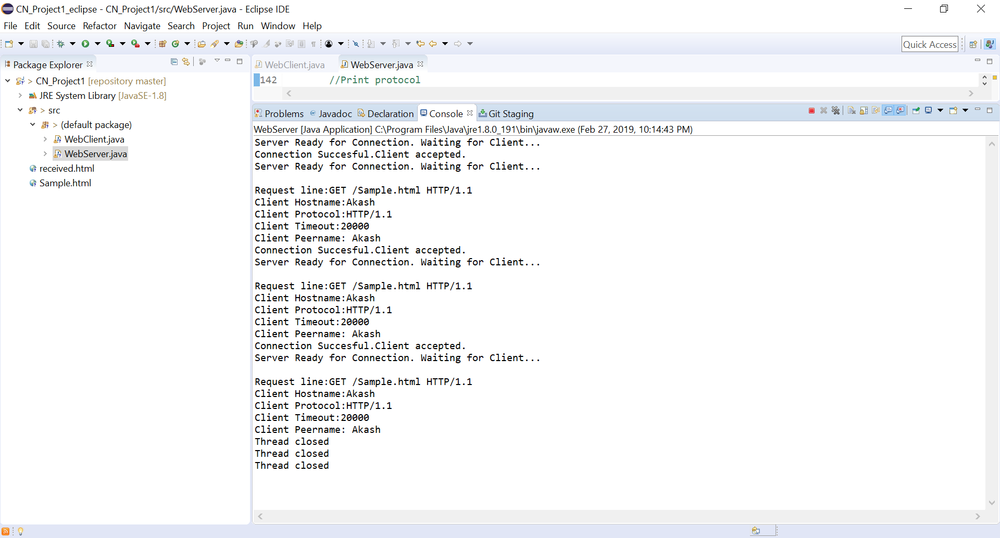 CN_Project1_eclipse - CN_Project1/src/WebServer.java - Eclipse IDE
File Edit Source Refactor Navigate Search Project Run Window Help
Quick Access
Package Explorer
> CN_Project1 [repository master]
JRE System Library [JavaSE-1.8]
> src
> (default package)
WebClient.java
WebServer.java
received.html
Sample.html
WebClient.java WebServer.java
142 //Print protocol
Problems @ Javadoc Declaration Console Git Staging
WebServer [Java Application] C:\Program Files\Java\jre1.8.0_191\bin\javaw.exe (Feb 27, 2019, 10:14:43 PM)
Server Ready for Connection. Waiting for Client...
Connection Succesful.Client accepted.
Server Ready for Connection. Waiting for Client...
Request line:GET /Sample.html HTTP/1.1
Client Hostname:Akash
Client Protocol:HTTP/1.1
Client Timeout:20000
Client Peername: Akash
Connection Succesful.Client accepted.
Server Ready for Connection. Waiting for Client...
Request line:GET /Sample.html HTTP/1.1
Client Hostname:Akash
Client Protocol:HTTP/1.1
Client Timeout:20000
Client Peername: Akash
Connection Succesful.Client accepted.
Server Ready for Connection. Waiting for Client...
Request line:GET /Sample.html HTTP/1.1
Client Hostname:Akash
Client Protocol:HTTP/1.1
Client Timeout:20000
Client Peername: Akash
Thread closed
Thread closed
Thread closed